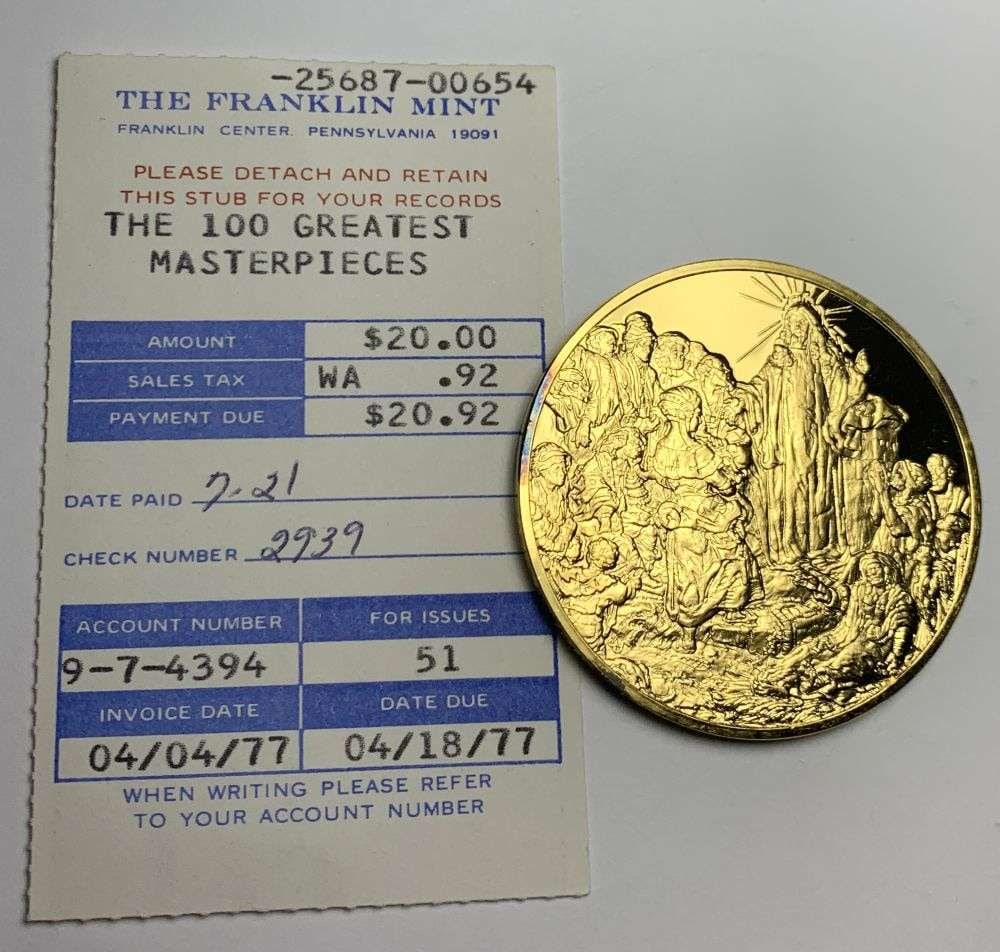 -25687-00654
THE FRANKLIN MINT
FRANKLIN CENTER, PENNSYLVANIA 19091
PLEASE DETACH AND RETAIN
THIS STUB FOR YOUR RECORDS
THE 100 GREATEST
MASTERPIECES
AMOUNT $20.00
SALES TAX WA .92
PAYMENT DUE $20.92
DATE PAID 7-21
CHECK NUMBER 2939
ACCOUNT NUMBER FOR ISSUES
9-7-4394 51
INVOICE DATE DATE DUE
04/04/77 04/18/77
WHEN WRITING PLEASE REFER
TO YOUR ACCOUNT NUMBER